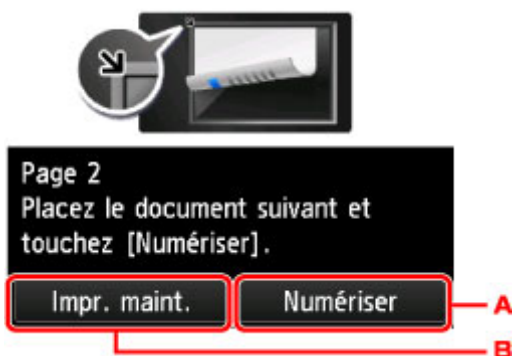 Page 2
Placez le document suivant et
touchez [Numériser].
Impr. maint.
Numériser
A
B